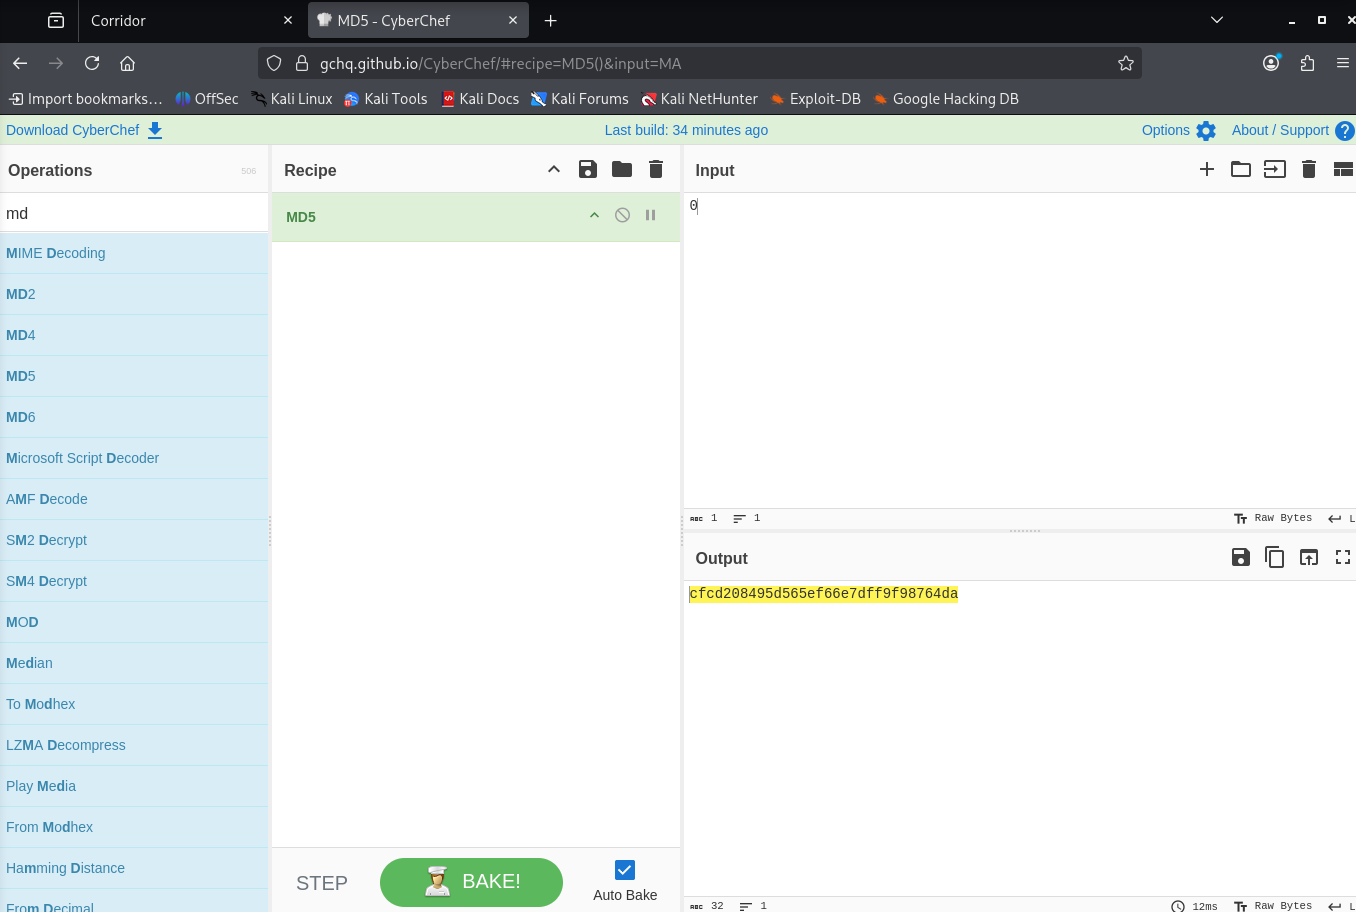 Corridor
MD5 - CyberChef
gchq.github.io/CyberChef/#recipe=MD5()&input=MA
Import bookmarks... OffSec Kali Linux Kali Tools Kali Docs Kali Forums Kali NetHunter Exploit-DB Google Hacking DB
Download CyberChef
Last build: 34 minutes ago
Options
About / Support
Operations
506
md
MIME Decoding
MD2
MD4
MD5
MD6
Microsoft Script Decoder
AMF Decode
SM2 Decrypt
SM4 Decrypt
MOD
Median
To Modhex
LZMA Decompress
Play Media
From Modhex
Hamming Distance
From Decimal
Recipe
MD5
STEP
BAKE!
Auto Bake
Input
0
ABC 1 1
Raw Bytes L
Output
cfcd208495d565ef66e7dff9f98764da
ABC 32 1
12ms Raw Bytes L